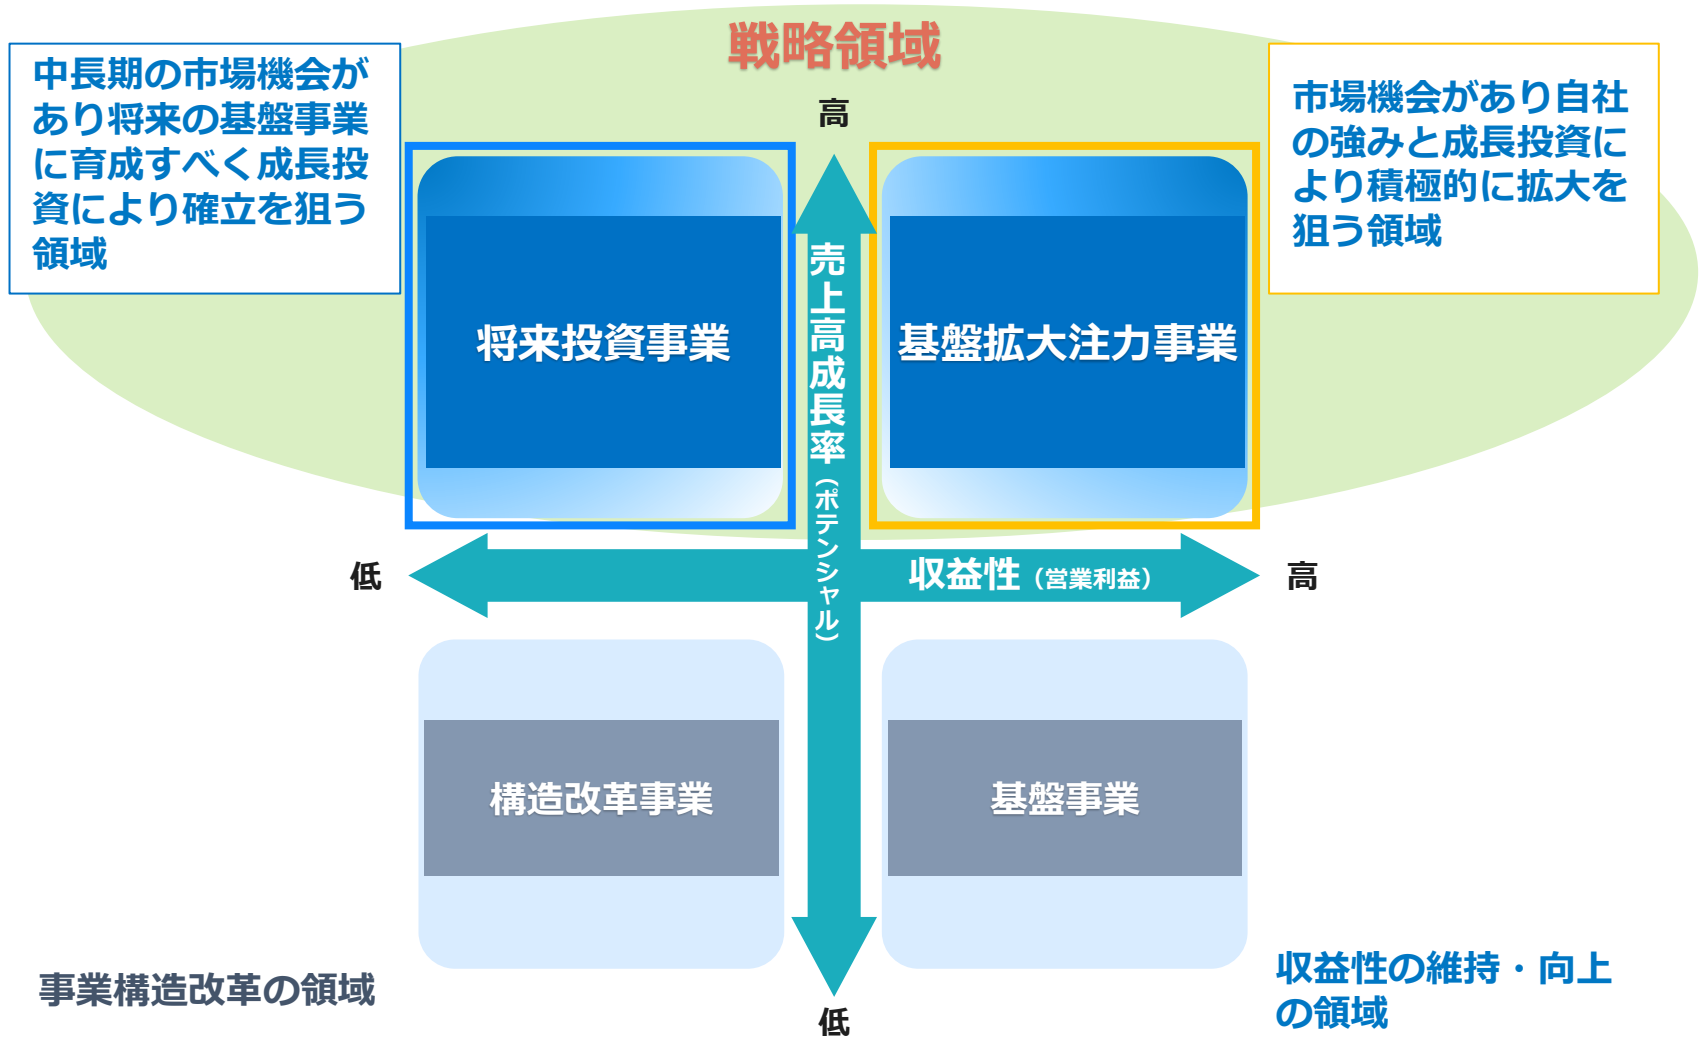 戦略領域
中長期の市場機会が
あり将来の基盤事業
に育成すべく成長投
資により確立を狙う
領域
市場機会があり自社
の強みと成長投資に
より積極的に拡大を
狙う領域
高
将来投資事業
売上高成長率（ポテンシャル）
基盤拡大注力事業
低
収益性（営業利益）
高
構造改革事業
基盤事業
事業構造改革の領域
低
収益性の維持・向上
の領域